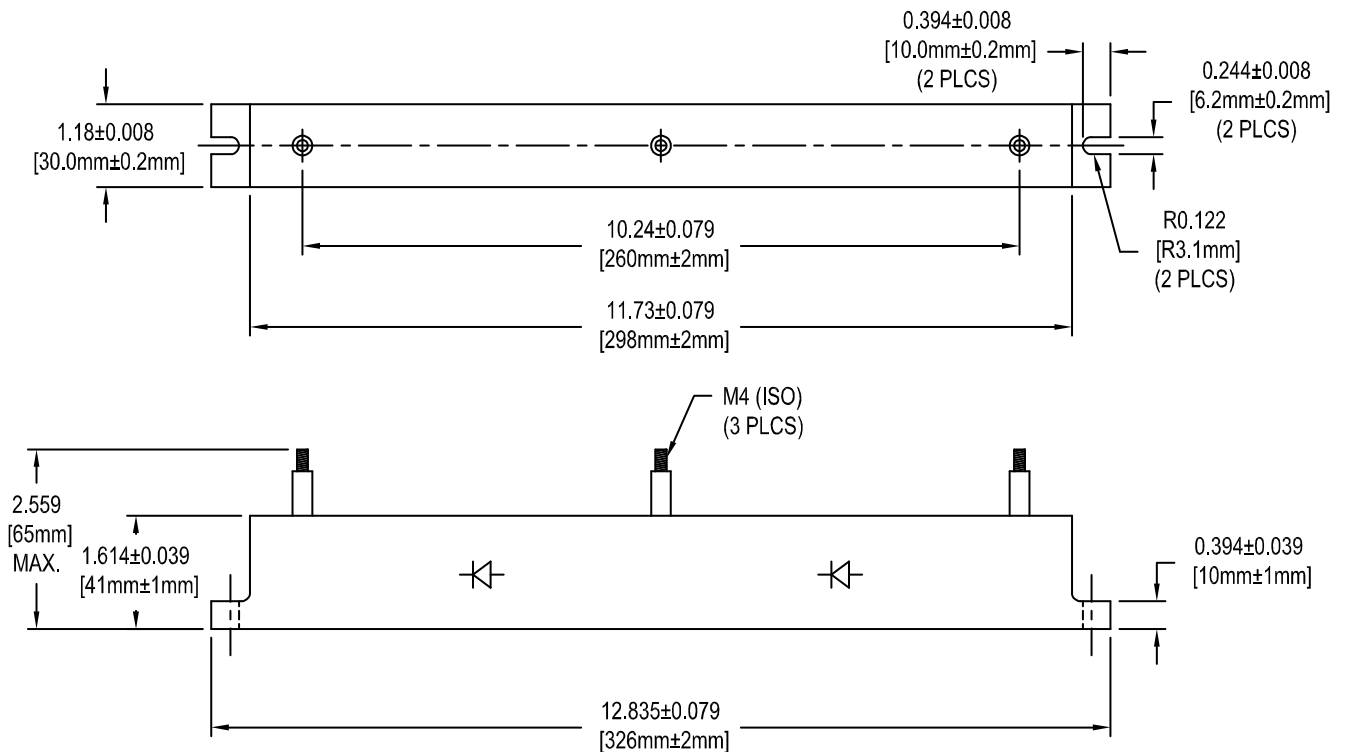 0.394±0.008
[10.0mm±0.2mm]
(2 PLCS)
0.244±0.008
[6.2mm±0.2mm]
(2 PLCS)
1.18±0.008
[30.0mm±0.2mm]
10.24±0.079
[260mm±2mm]
R0.122
[R3.1mm]
(2 PLCS)
11.73±0.079
[298mm±2mm]
M4 (ISO)
(3 PLCS)
2.559
[65mm]
MAX.
1.614±0.039
[41mm±1mm]
0.394±0.039
[10mm±1mm]
12.835±0.079
[326mm±2mm]